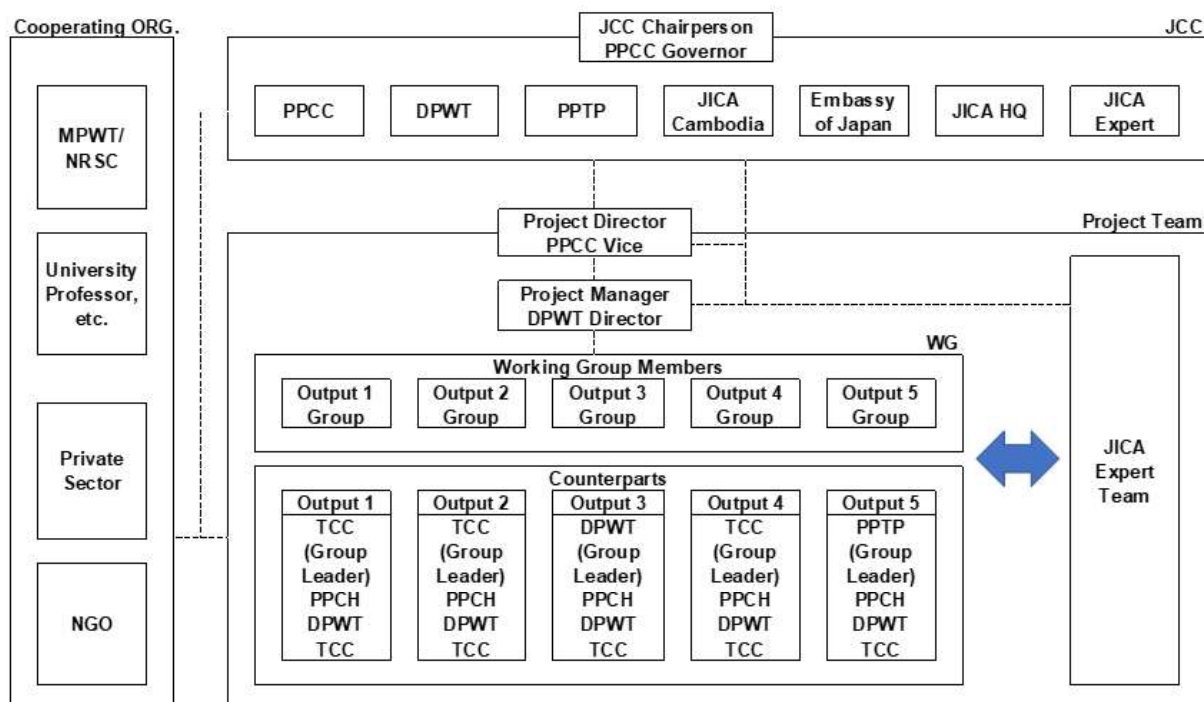 Cooperating ORG.
JCC Chairperson
PPCC Governor
JCC
MPWT/
NRSC
University
Professor,
etc.
Private
Sector
NGO
PPCC
DPWT
PPTP
JICA
Cambodia
Embassy
of Japan
JICA HQ
JICA
Expert
Project Director
PPCC Vice
Project Team
Project Manager
DPWT Director
WG
Working Group Members
Output 1
Group
Output 2
Group
Output 3
Group
Output 4
Group
Output 5
Group
Counterparts
Output 1
TCC
(Group
Leader)
PPCH
DPWT
TCC
Output 2
TCC
(Group
Leader)
PPCH
DPWT
TCC
Output 3
DPWT
(Group
Leader)
PPCH
DPWT
TCC
Output 4
TCC
(Group
Leader)
PPCH
DPWT
TCC
Output 5
PPTP
(Group
Leader)
PPCH
DPWT
TCC
JICA
Expert
Team